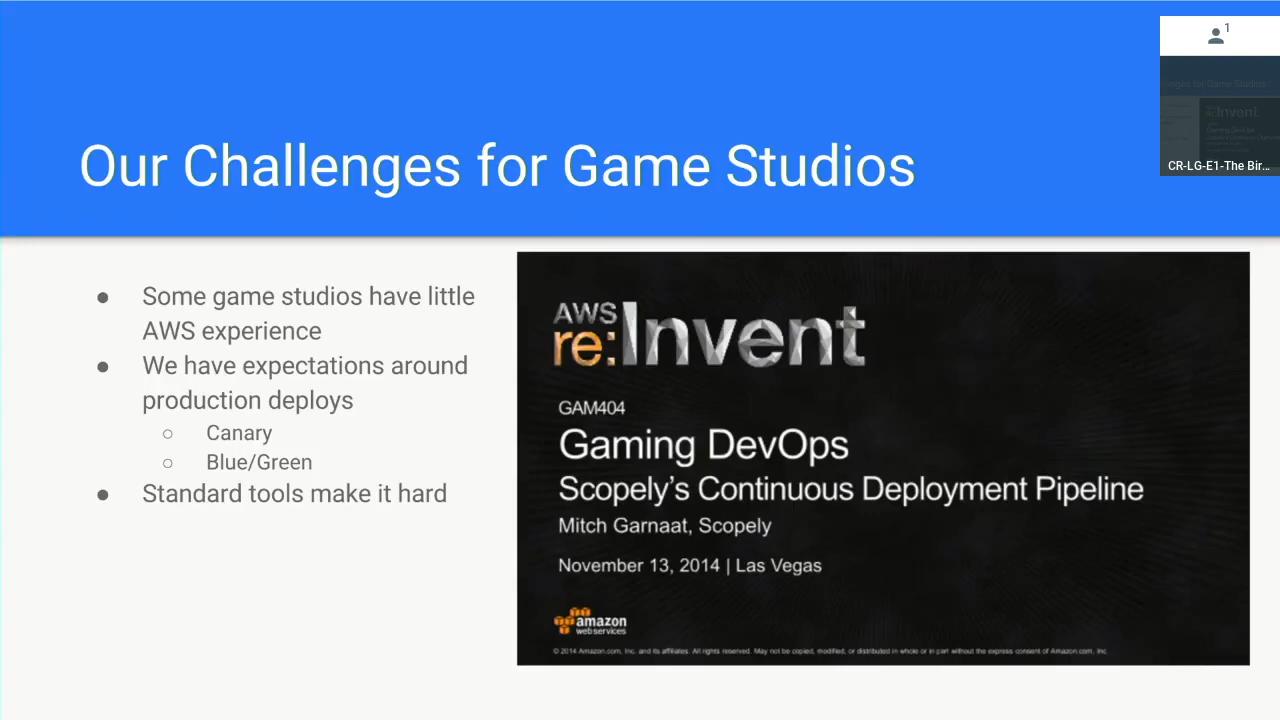 Our Challenges for Game Studios
1
CR-LG-E1-The Bir...
● Some game studios have little
AWS experience
● We have expectations around
production deploys
○ Canary
○ Blue/Green
● Standard tools make it hard
AWS
re:Invent
GAM404
Gaming DevOps
Scopely's Continuous Deployment Pipeline
Mitch Garnaat, Scopely
November 13, 2014 | Las Vegas
amazon
webservices
© 2014 Amazon.com, Inc. and its affiliates. All rights reserved. May not be copied, modified, or distributed in whole or in part without the express consent of Amazon.com, Inc.